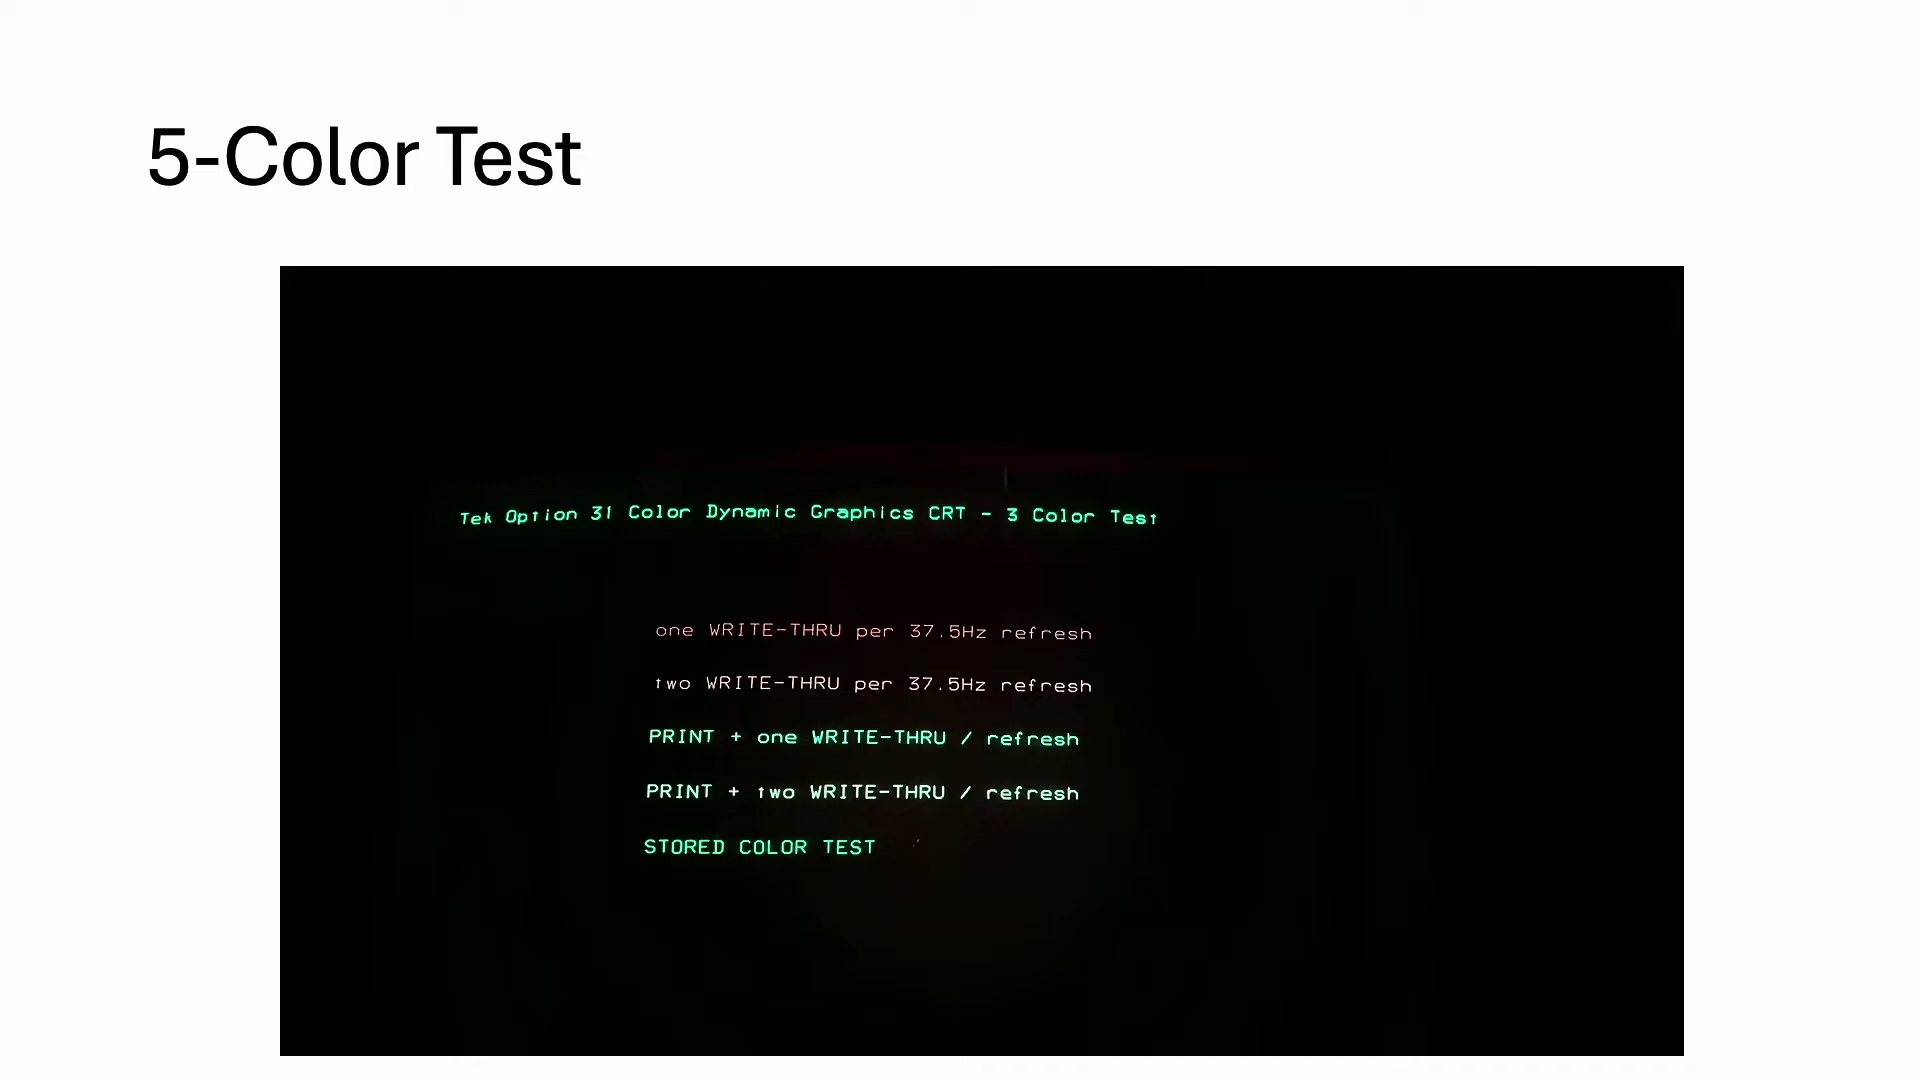 5-Color Test
Tek Option 31 Color Dynamic Graphics CRT - 3 Color Test
one WRITE-THRU per 37.5Hz refresh
two WRITE-THRU per 37.5Hz refresh
PRINT + one WRITE-THRU / refresh
PRINT + two WRITE-THRU / refresh
STORED COLOR TEST